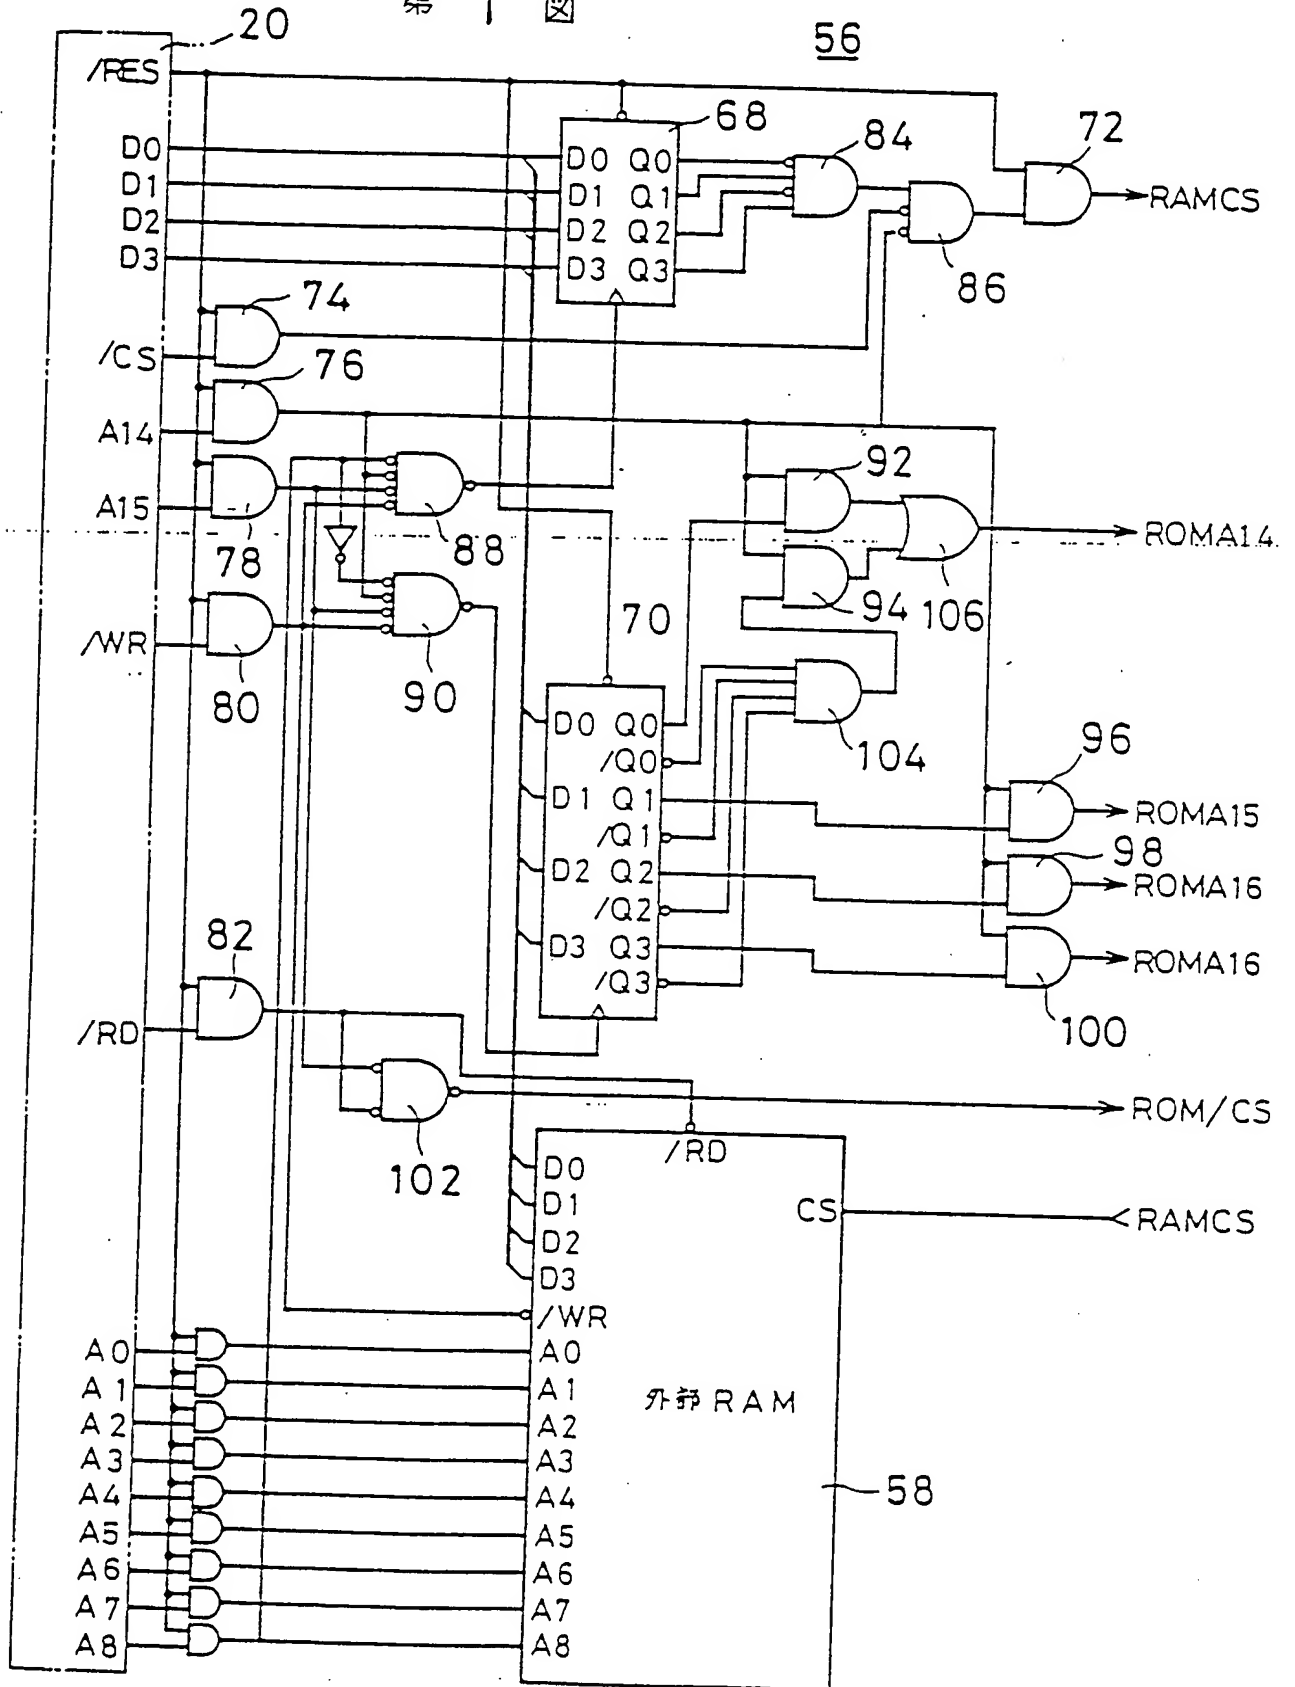 第 1 図
20
56
/RES
D0
D1
D2
D3
68
D0 Q0
D1 Q1
D2 Q2
D3 Q3
84
72
RAMCS
86
74
/CS
76
A14
A15
78
88
92
ROMA14
94
106
/WR
80
90
70
D0 Q0
/Q0
D1 Q1
/Q1
D2 Q2
/Q2
D3 Q3
/Q3
104
96
ROMA15
98
ROMA16
ROMA16
100
82
/RD
102
ROM/CS
/RD
D0
D1
D2
D3
CS
RAMCS
/WR
A0
A1
A2
A3
A4
A5
A6
A7
A8
A0
A1
A2
A3
A4
A5
A6
A7
A8
外部RAM
58